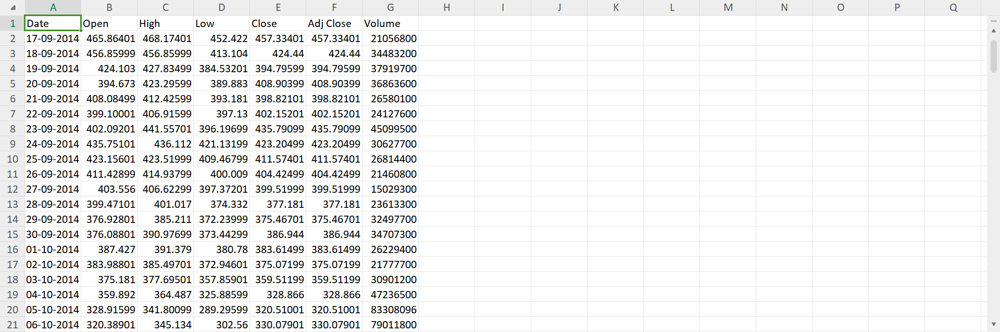 A B C D E F G H I J K L M N O P Q
1 Date Open High Low Close Adj Close Volume
2 17-09-2014 465.86401 468.17401 452.422 457.33401 457.33401 21056800
3 18-09-2014 456.85999 456.85999 413.104 424.44 424.44 34483200
4 19-09-2014 424.103 427.83499 384.53201 394.79599 394.79599 37919700
5 20-09-2014 394.673 423.29599 389.883 408.90399 408.90399 36863600
6 21-09-2014 408.08499 412.42599 393.181 398.82101 398.82101 26580100
7 22-09-2014 399.10001 406.91599 397.13 402.15201 402.15201 24127600
8 23-09-2014 402.09201 441.55701 396.19699 435.79099 435.79099 45099500
9 24-09-2014 435.75101 436.112 421.13199 423.20499 423.20499 30627700
10 25-09-2014 423.15601 423.51999 409.46799 411.57401 411.57401 26814400
11 26-09-2014 411.42899 414.93799 400.009 404.42499 404.42499 21460800
12 27-09-2014 403.556 406.62299 397.37201 399.51999 399.51999 15029300
13 28-09-2014 399.47101 401.017 374.332 377.181 377.181 23613300
14 29-09-2014 376.92801 385.211 372.23999 375.46701 375.46701 32497700
15 30-09-2014 376.08801 390.97699 373.44299 386.944 386.944 34707300
16 01-10-2014 387.427 391.379 380.78 383.61499 383.61499 26229400
17 02-10-2014 383.98801 385.49701 372.94601 375.07199 375.07199 21777700
18 03-10-2014 375.181 377.69501 357.85901 359.51199 359.51199 30901200
19 04-10-2014 359.892 364.487 325.88599 328.866 328.866 47236500
20 05-10-2014 328.91599 341.80099 289.29599 320.51001 320.51001 83308096
21 06-10-2014 320.38901 345.134 302.56 330.07901 330.07901 79011800